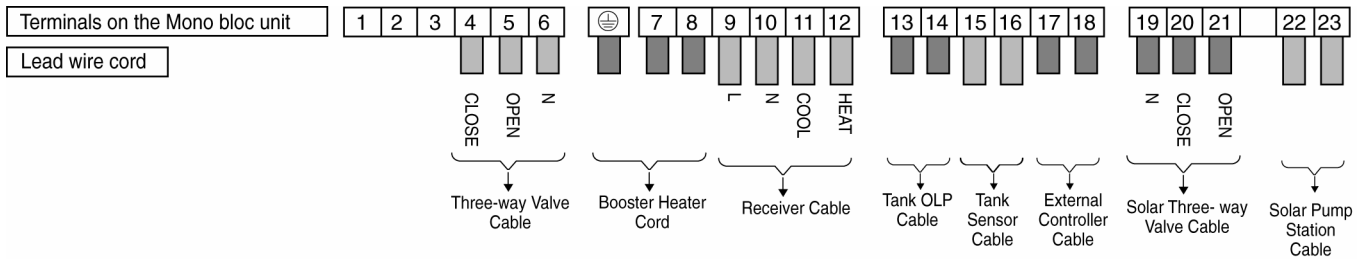 Terminals on the Mono bloc unit
1 2 3 4 5 6 7 8 9 10 11 12 13 14 15 16 17 18 19 20 21 22 23
Lead wire cord
CLOSE OPEN N L N COOL HEAT N CLOSE OPEN
Three-way Valve
Cable
Booster Heater
Cord
Receiver Cable
Tank OLP
Cable
Tank
Sensor
Cable
External
Controller
Cable
Solar Three- way
Valve Cable
Solar Pump
Station
Cable